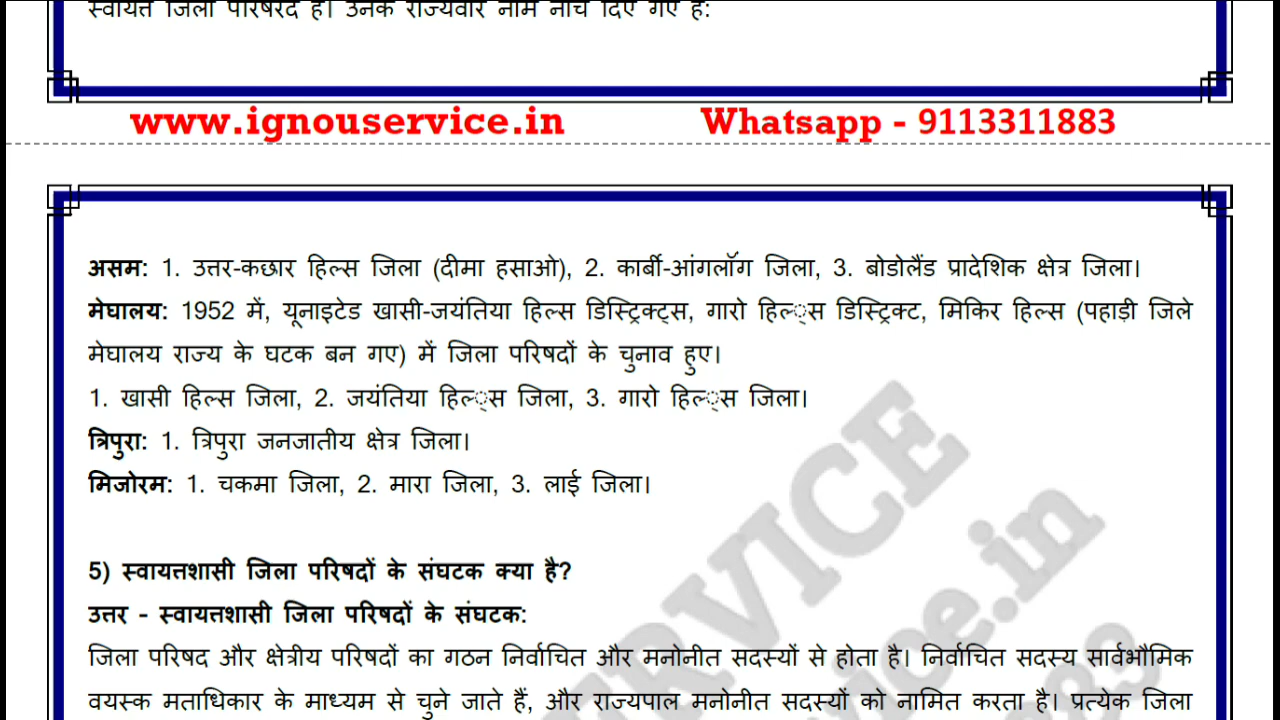 स्वायत्त जिला परिषरद हैं। उनके राज्यवार नाम नीचे दिए गए हैं:
www.ignouservice.in Whatsapp - 9113311883
असम: 1. उत्तर-कछार हिल्स जिला (दीमा हसाओ), 2. कार्बी-आंगलॉग जिला, 3. बोडोलैंड प्रादेशिक क्षेत्र जिला।
मेघालय: 1952 में, यूनाइटेड खासी-जयंतिया हिल्स डिस्ट्रिक्ट्स, गारो हिल््स डिस्ट्रिक्ट, मिकिर हिल्स (पहाड़ी जिले
मेघालय राज्य के घटक बन गए) में जिला परिषदों के चुनाव हुए।
1. खासी हिल्स जिला, 2. जयंतिया हिल््स जिला, 3. गारो हिल््स जिला।
त्रिपुरा: 1. त्रिपुरा जनजातीय क्षेत्र जिला।
मिजोरम: 1. चकमा जिला, 2. मारा जिला, 3. लाई जिला।
5) स्वायत्तशासी जिला परिषदों के संघटक क्या है?
उत्तर - स्वायत्तशासी जिला परिषदों के संघटक:
जिला परिषद और क्षेत्रीय परिषदों का गठन निर्वाचित और मनोनीत सदस्यों से होता है। निर्वाचित सदस्य सार्वभौमिक
वयस्क मताधिकार के माध्यम से चुने जाते हैं, और राज्यपाल मनोनीत सदस्यों को नामित करता है। प्रत्येक जिला